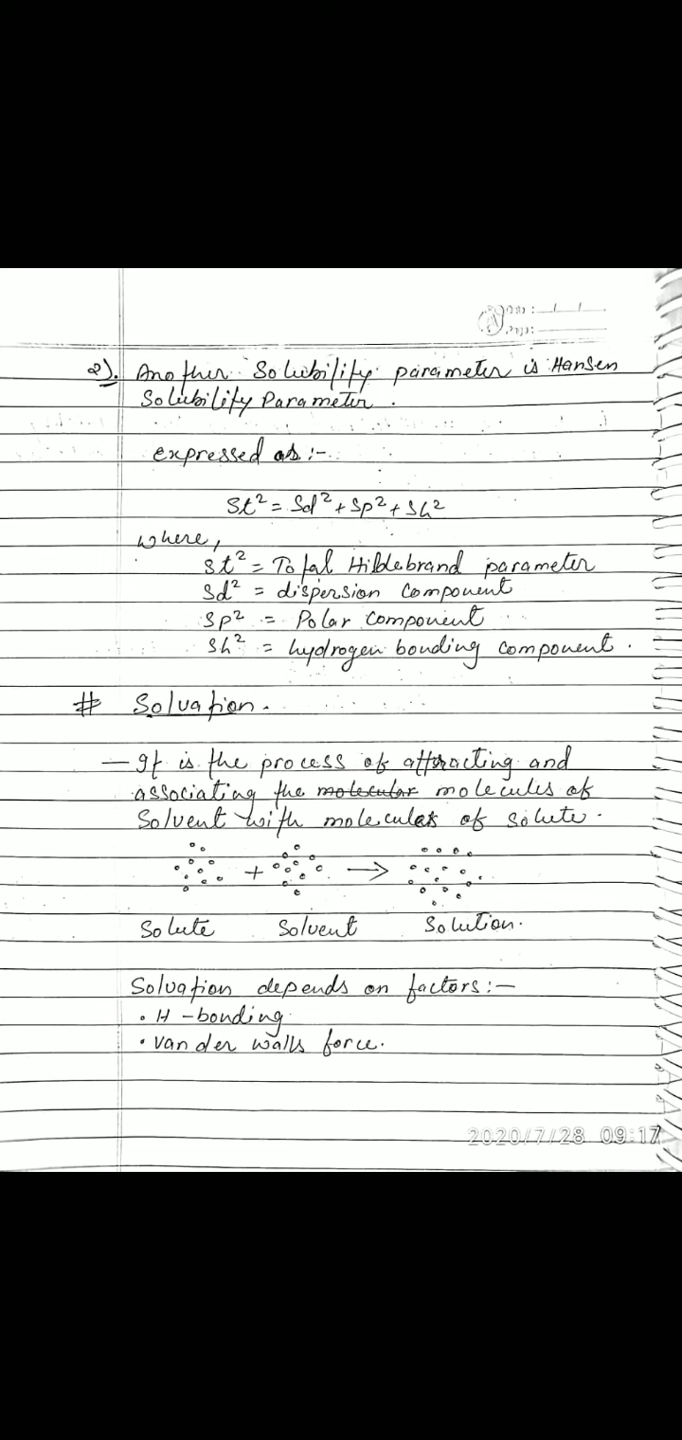 2). Another Solubility parameter is Hansen
Solubility Parameter.
expressed as :-
St² = Sd² + Sp² + Sh²
where,
St² = Total Hildebrand parameter
Sd² = dispersion component
Sp² = Polar Component
Sh² = hydrogen bonding component.
# Solvation.
— It is the process of attracting and
associating the molecular molecules of
Solvent with molecules of solute.
+ →
Solute Solvent Solution.
Solvation depends on factors :—
• H-bonding
• Van der walls force.
2020/7/28 09:17